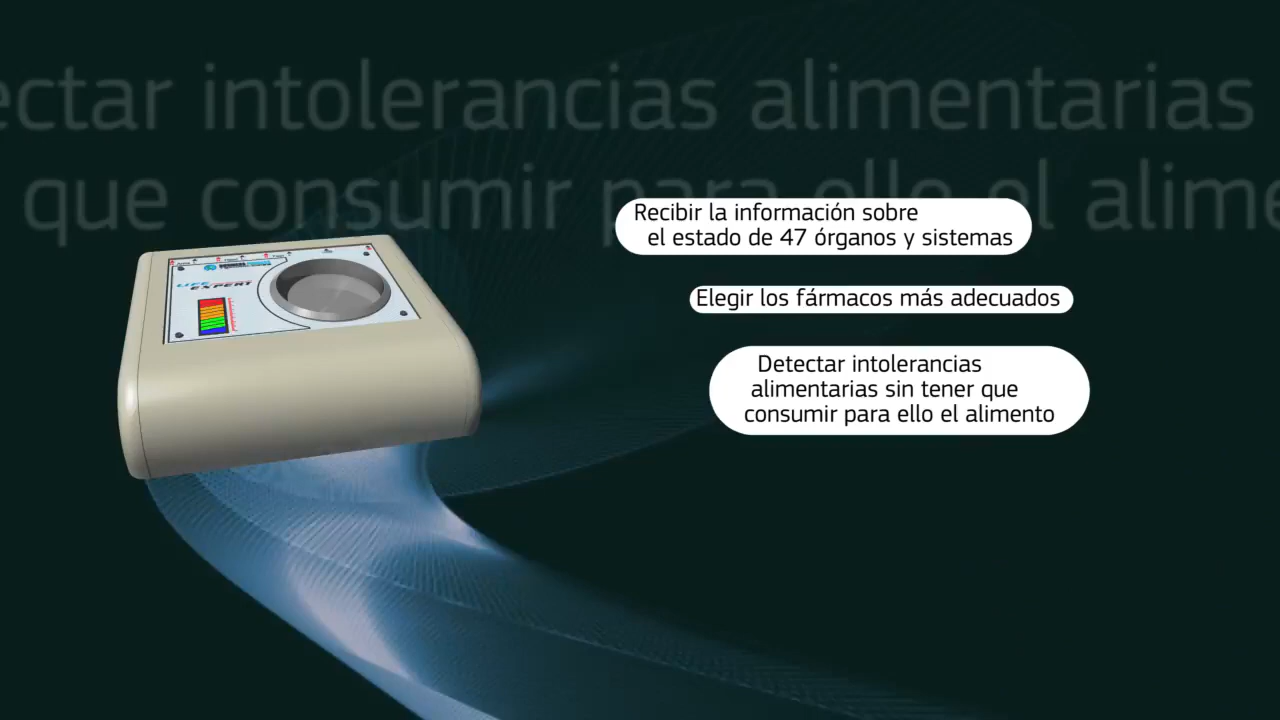 ectar intolerancias alimentarias
que consumir para ello el alime
Recibir la información sobre
el estado de 47 órganos y sistemas
Elegir los fármacos más adecuados
Detectar intolerancias
alimentarias sin tener que
consumir para ello el alimento
LIFE EXPERT